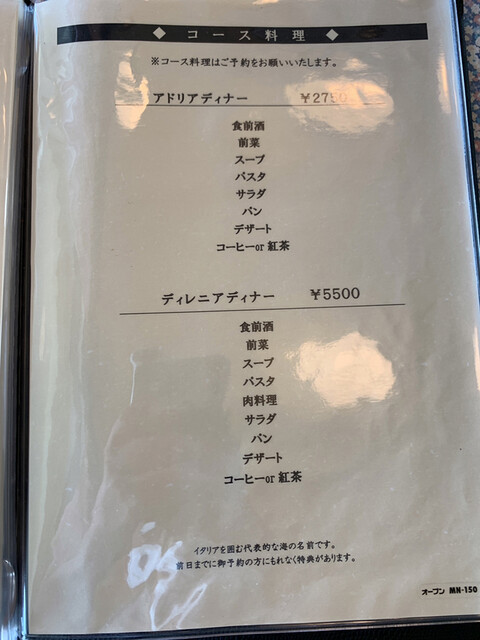 ◆ コース料理 ◆
※コース料理はご予約をお願いいたします。
アドリアディナー ￥2750
食前酒
前菜
スープ
パスタ
サラダ
パン
デザート
コーヒーor 紅茶
ディレニアディナー ￥5500
食前酒
前菜
スープ
パスタ
肉料理
サラダ
パン
デザート
コーヒーor 紅茶
イタリアを囲む代表的な海の名前です。
前日までに御予約の方にもれなく特典があります。
オープン MN-150